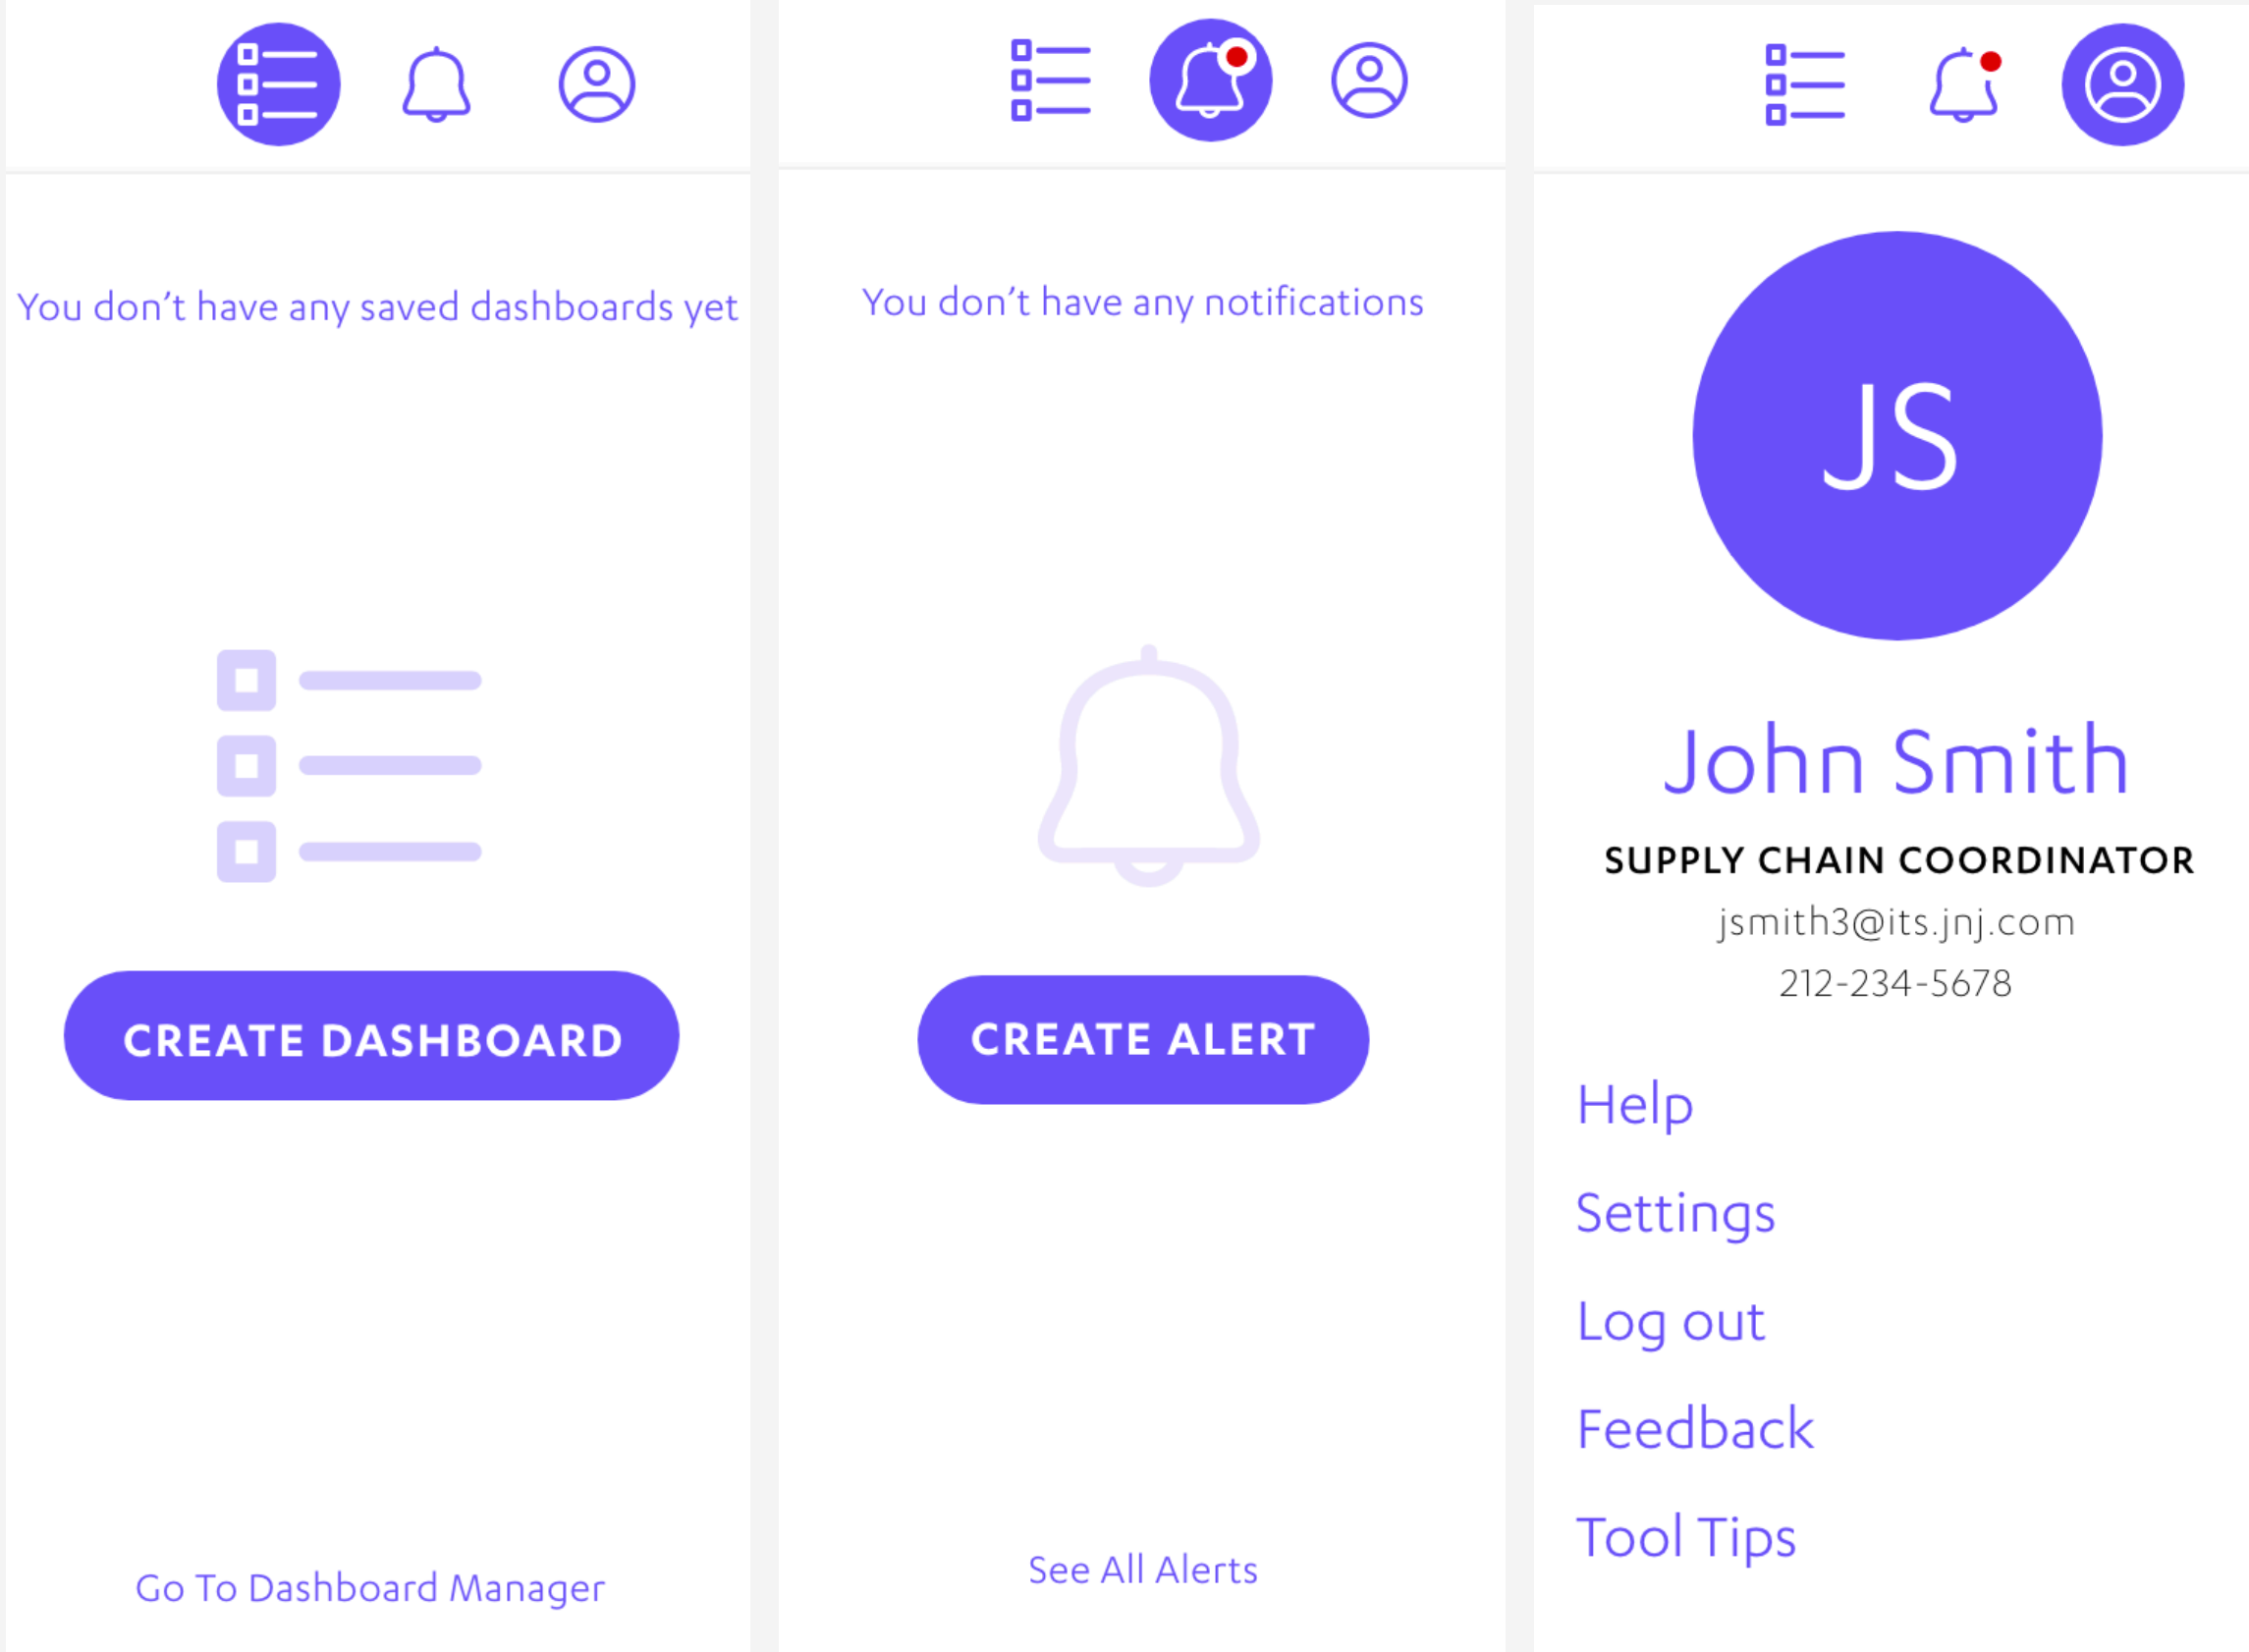 You don’t have any saved dashboards yet
CREATE DASHBOARD
Go To Dashboard Manager
You don’t have any notifications
CREATE ALERT
See All Alerts
JS
John Smith
SUPPLY CHAIN COORDINATOR
jsmith3@its.jnj.com
212-234-5678
Help
Settings
Log out
Feedback
Tool Tips